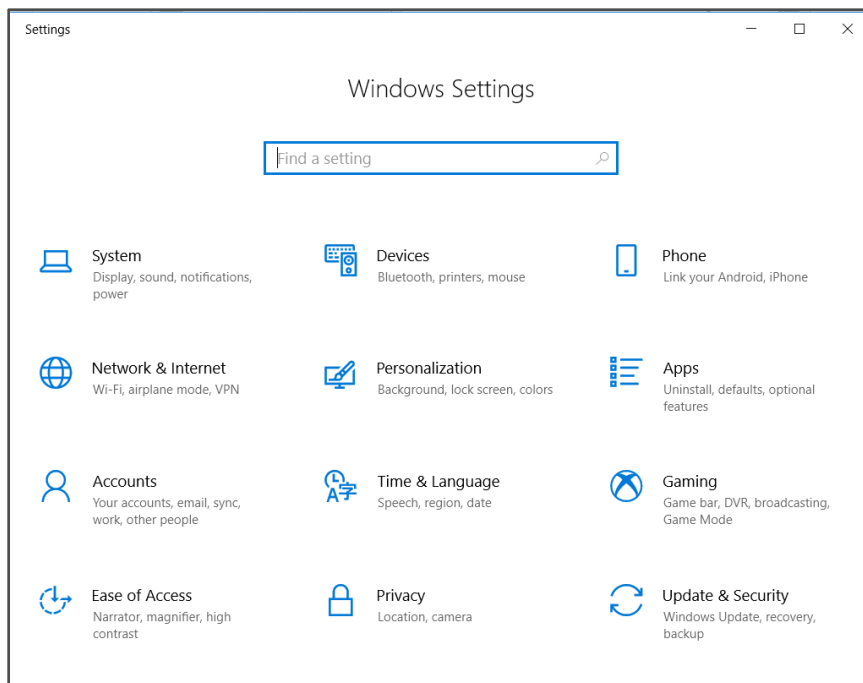 Settings
Windows Settings
Find a setting
System
Display, sound, notifications,
power
Devices
Bluetooth, printers, mouse
Phone
Link your Android, iPhone
Network & Internet
Wi-Fi, airplane mode, VPN
Personalization
Background, lock screen, colors
Apps
Uninstall, defaults, optional
features
Accounts
Your accounts, email, sync,
work, other people
Time & Language
Speech, region, date
Gaming
Game bar, DVR, broadcasting,
Game Mode
Ease of Access
Narrator, magnifier, high
contrast
Privacy
Location, camera
Update & Security
Windows Update, recovery,
backup